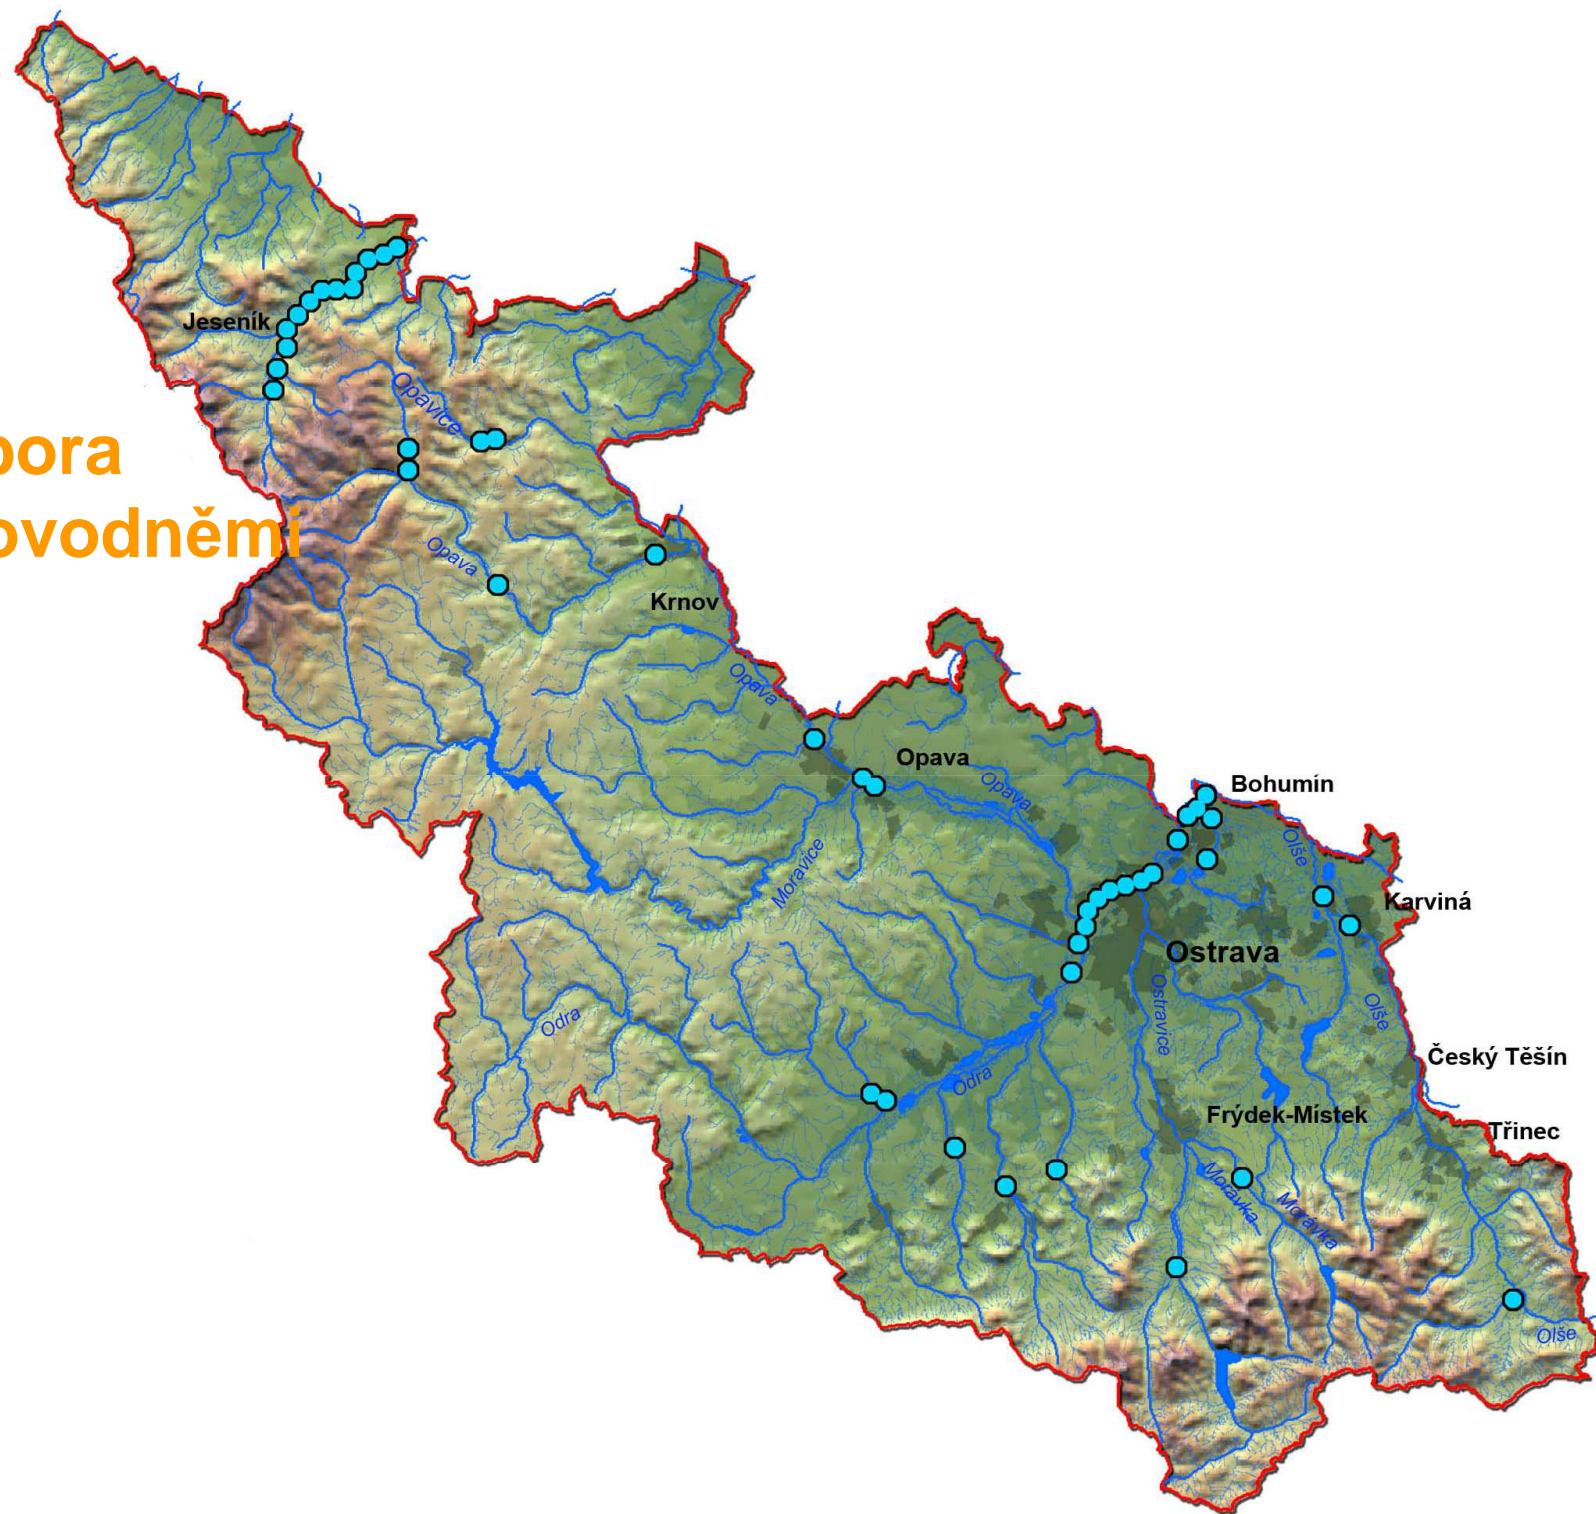 Jeseník
Opavice
pora
ovodněmi
Opava
Krnov
Opava
Opava
Opava
Bohumín
Olše
Moravice
Karviná
Ostrava
Ostravice
Olše
Odra
Český Těšín
Odra
Frýdek-Místek
Třinec
Morávka
Morávka
Olše